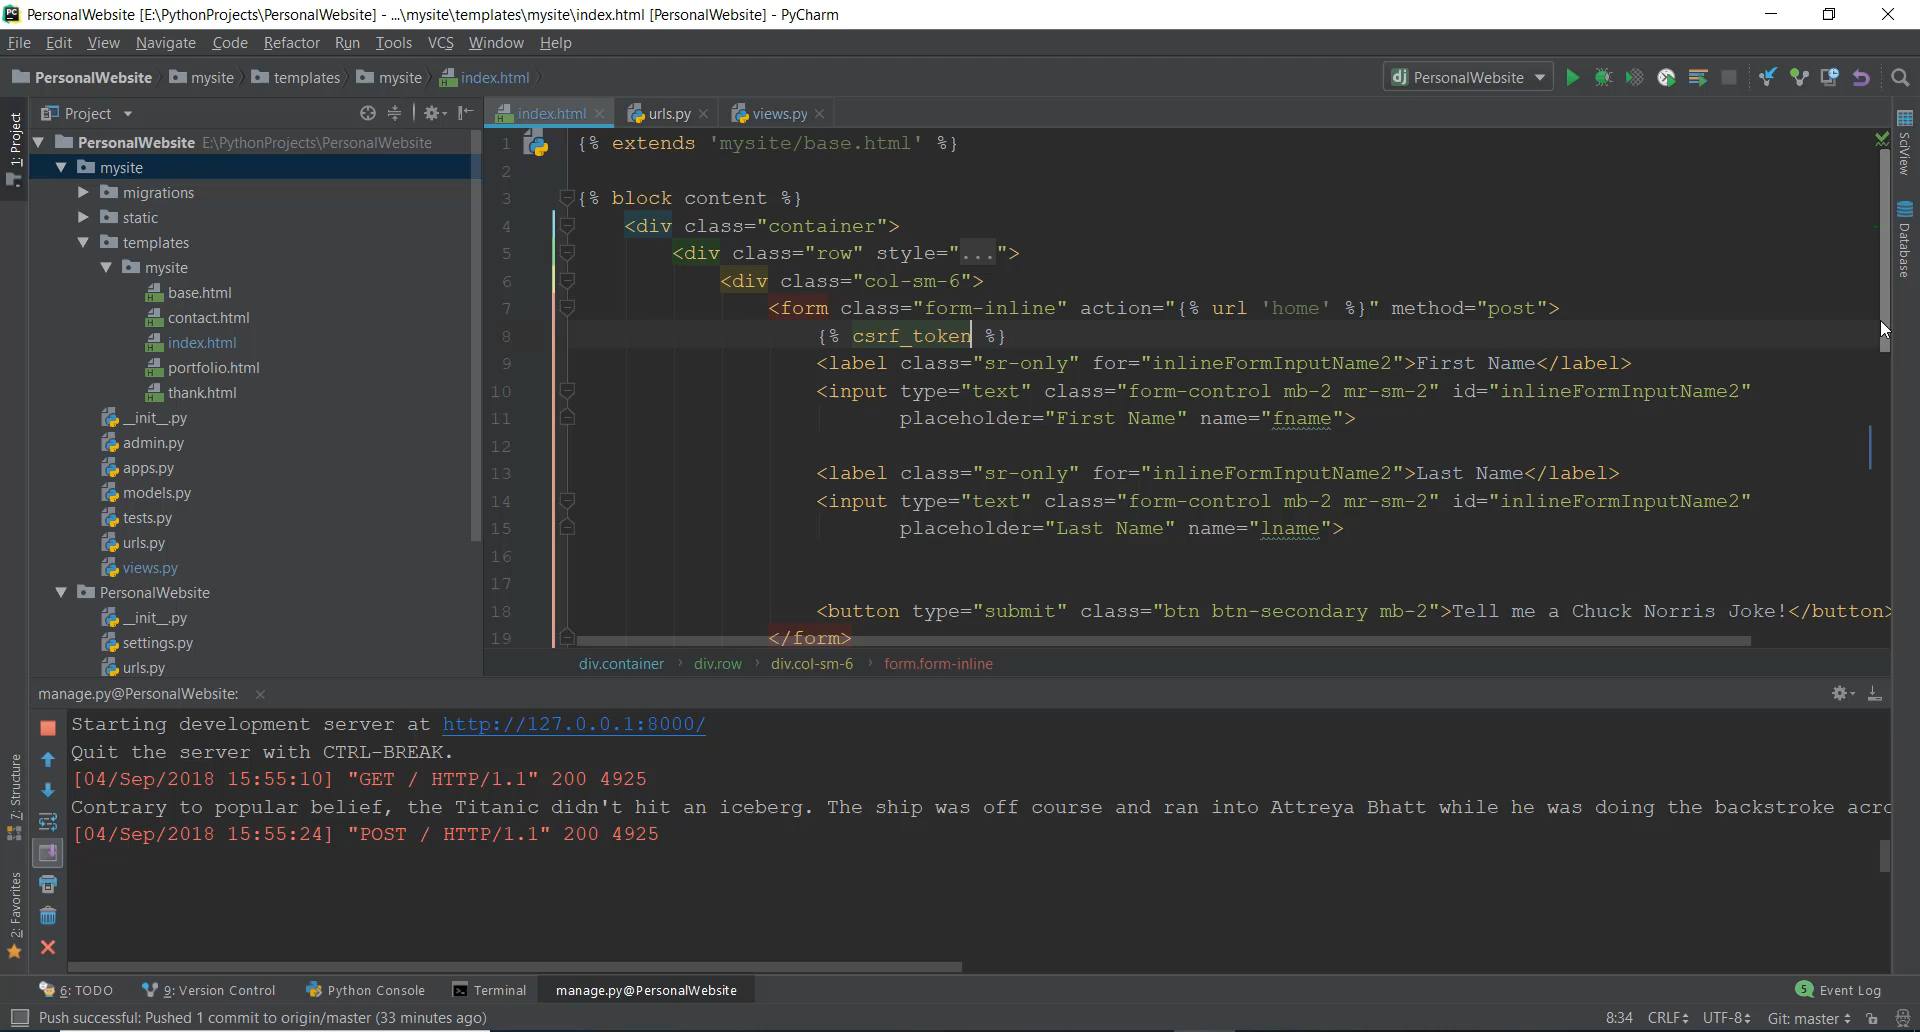 PersonalWebsite [E:\PythonProjects\PersonalWebsite] - ...\mysite\templates\mysite\index.html [PersonalWebsite] - PyCharm
File Edit View Navigate Code Refactor Run Tools VCS Window Help
PersonalWebsite mysite templates mysite index.html
dj PersonalWebsite
Project
index.html urls.py views.py
1: Project
PersonalWebsite E:\PythonProjects\PersonalWebsite
mysite
migrations
static
templates
mysite
base.html
contact.html
index.html
portfolio.html
thank.html
__init__.py
admin.py
apps.py
models.py
tests.py
urls.py
views.py
PersonalWebsite
__init__.py
settings.py
urls.py
1 {% extends 'mysite/base.html' %}
2
3 {% block content %}
4 <div class="container">
5 <div class="row" style="...">
6 <div class="col-sm-6">
7 <form class="form-inline" action="{% url 'home' %}" method="post">
8 {% csrf_token %}
9 <label class="sr-only" for="inlineFormInputName2">First Name</label>
10 <input type="text" class="form-control mb-2 mr-sm-2" id="inlineFormInputName2"
11 placeholder="First Name" name="fname">
12
13 <label class="sr-only" for="inlineFormInputName2">Last Name</label>
14 <input type="text" class="form-control mb-2 mr-sm-2" id="inlineFormInputName2"
15 placeholder="Last Name" name="lname">
16
17
18 <button type="submit" class="btn btn-secondary mb-2">Tell me a Chuck Norris Joke!</button>
19 </form>
div.container div.row div.col-sm-6 form.form-inline
SciView
Database
manage.py@PersonalWebsite:
Starting development server at http://127.0.0.1:8000/
Quit the server with CTRL-BREAK.
[04/Sep/2018 15:55:10] "GET / HTTP/1.1" 200 4925
Contrary to popular belief, the Titanic didn't hit an iceberg. The ship was off course and ran into Attreya Bhatt while he was doing the backstroke acro
[04/Sep/2018 15:55:24] "POST / HTTP/1.1" 200 4925
7: Structure
2: Favorites
6: TODO 9: Version Control Python Console Terminal manage.py@PersonalWebsite 5 Event Log
Push successful: Pushed 1 commit to origin/master (33 minutes ago) 8:34 CRLF UTF-8 Git: master